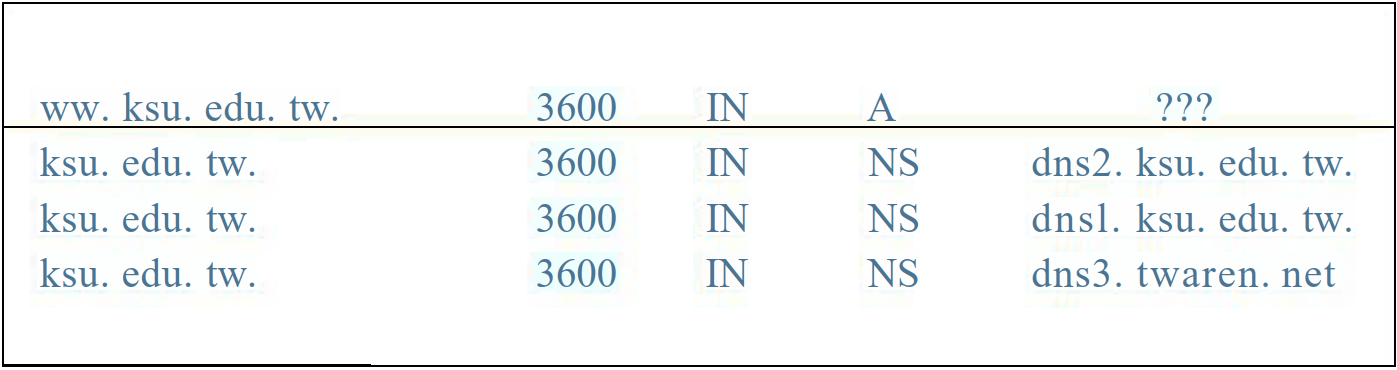 ww. ksu. edu. tw. 3600 IN A ???
ksu. edu. tw. 3600 IN NS dns2. ksu. edu. tw.
ksu. edu. tw. 3600 IN NS dnsl. ksu. edu. tw.
ksu. edu. tw. 3600 IN NS dns3. twaren. net